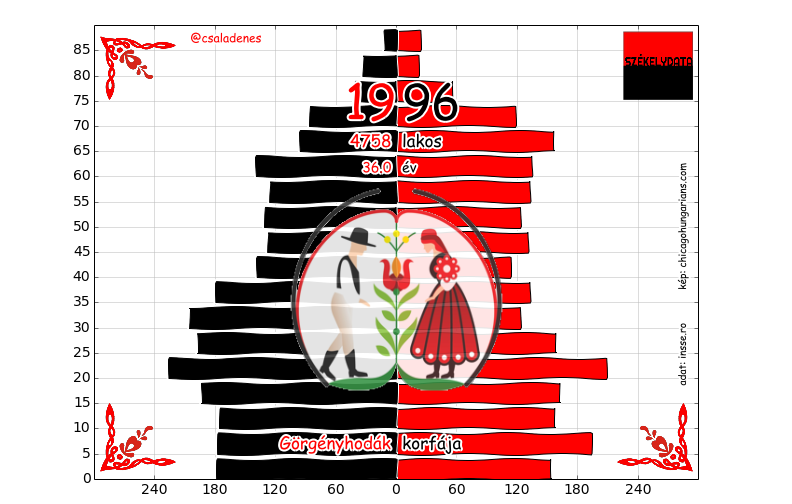 @csaladenes
SZÉKELYDATA
1996
4758 lakos
36.0 év
kép: chicagohungarians.com
adat: insse.ro
Görgényhodák korfája
85
80
75
70
65
60
55
50
45
40
35
30
25
20
15
10
5
0
240 180 120 60 0 60 120 180 240